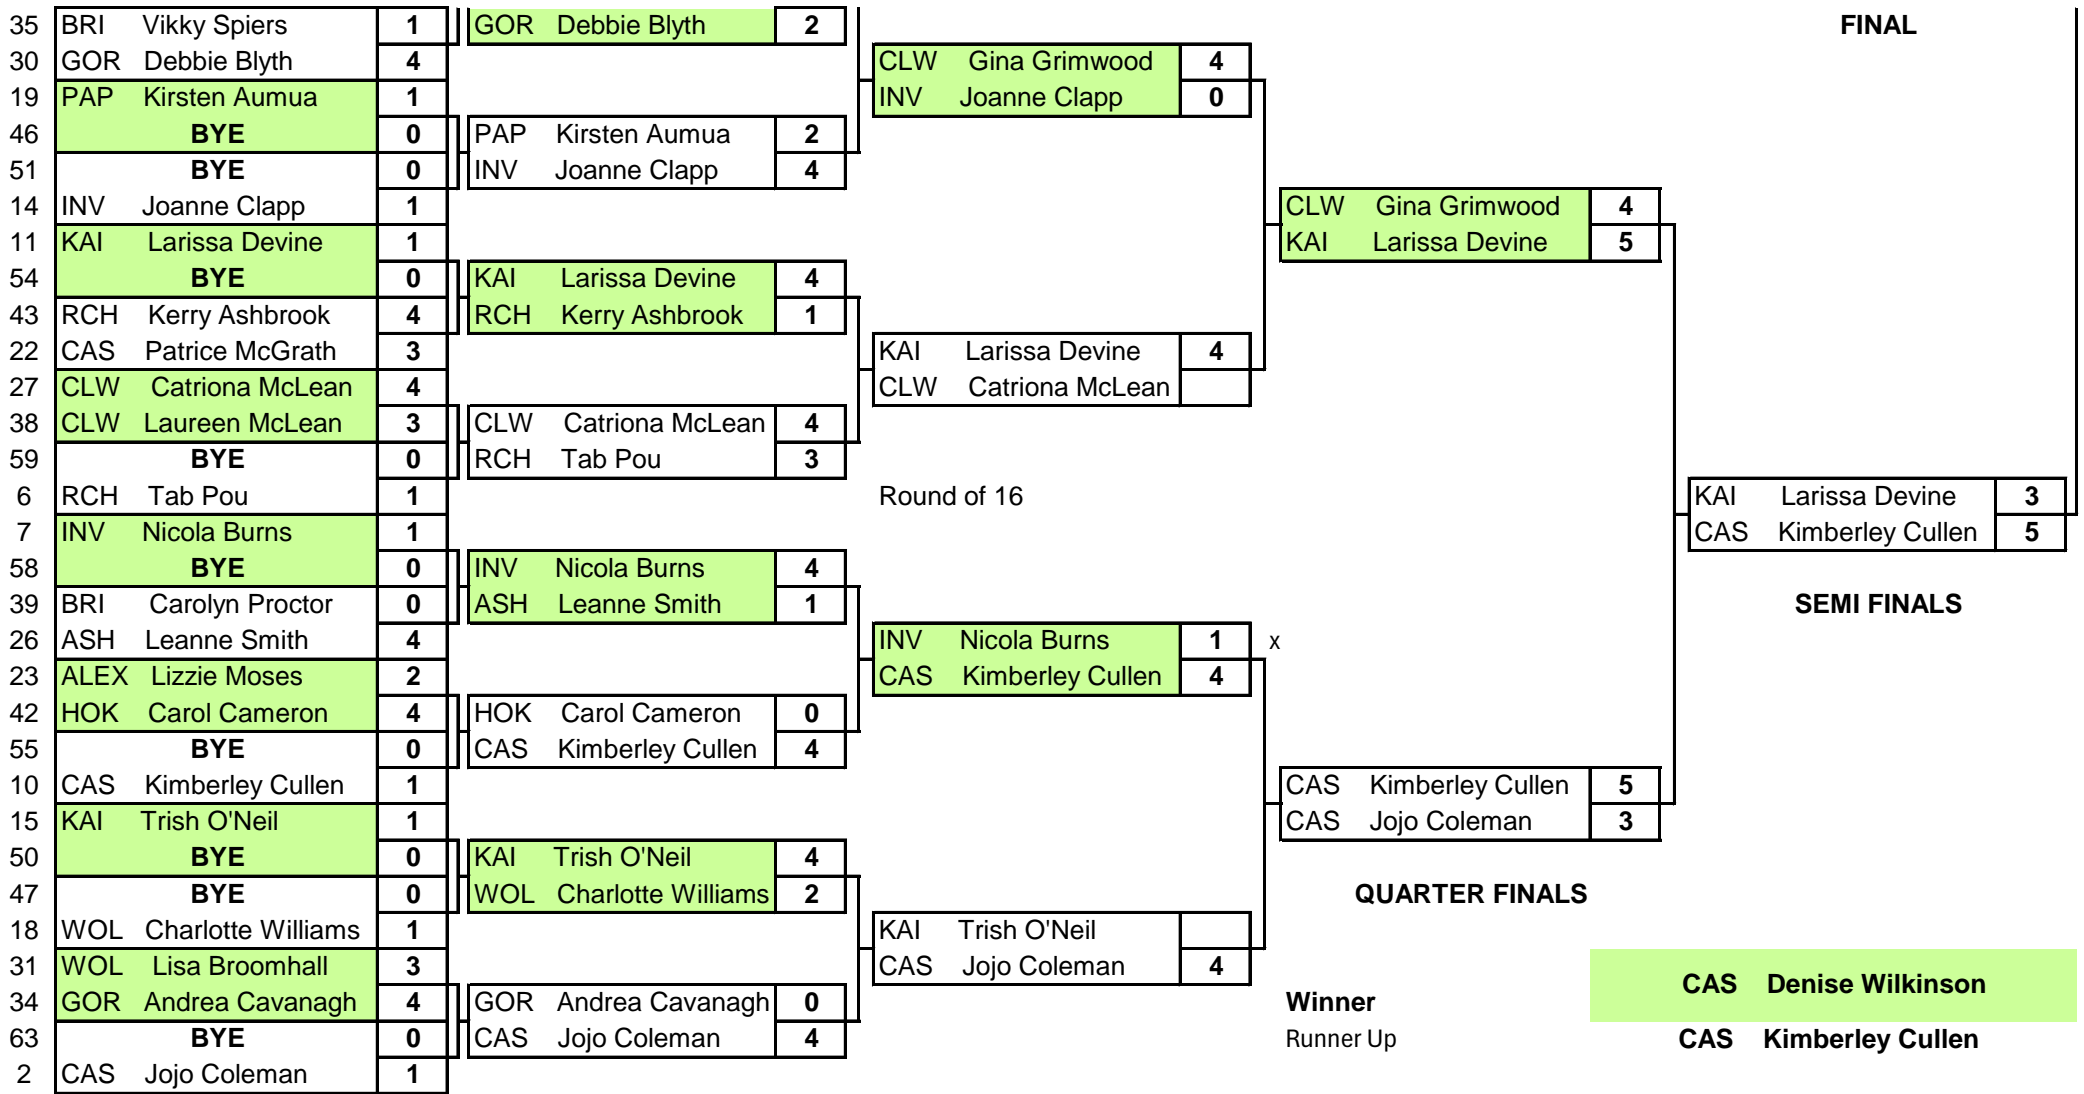 35 BRI Vikky Spiers 1 GOR Debbie Blyth 2 FINAL
30 GOR Debbie Blyth 4 CLW Gina Grimwood 4
19 PAP Kirsten Aumua 1 INV Joanne Clapp 0
46 BYE 0 PAP Kirsten Aumua 2
51 BYE 0 INV Joanne Clapp 4
14 INV Joanne Clapp 1 CLW Gina Grimwood 4
11 KAI Larissa Devine 1 KAI Larissa Devine 5
54 BYE 0 KAI Larissa Devine 4
43 RCH Kerry Ashbrook 4 RCH Kerry Ashbrook 1
22 CAS Patrice McGrath 3 KAI Larissa Devine 4
27 CLW Catriona McLean 4 CLW Catriona McLean
38 CLW Laureen McLean 3 CLW Catriona McLean 4
59 BYE 0 RCH Tab Pou 3
6 RCH Tab Pou 1 Round of 16 KAI Larissa Devine 3
7 INV Nicola Burns 1 CAS Kimberley Cullen 5
58 BYE 0 INV Nicola Burns 4
39 BRI Carolyn Proctor 0 ASH Leanne Smith 1 SEMI FINALS
26 ASH Leanne Smith 4 INV Nicola Burns 1 x
23 ALEX Lizzie Moses 2 CAS Kimberley Cullen 4
42 HOK Carol Cameron 4 HOK Carol Cameron 0
55 BYE 0 CAS Kimberley Cullen 4
10 CAS Kimberley Cullen 1 CAS Kimberley Cullen 5
15 KAI Trish O'Neil 1 CAS Jojo Coleman 3
50 BYE 0 KAI Trish O'Neil 4
47 BYE 0 WOL Charlotte Williams 2 QUARTER FINALS
18 WOL Charlotte Williams 1 KAI Trish O'Neil
31 WOL Lisa Broomhall 3 CAS Jojo Coleman 4
CAS Denise Wilkinson
34 GOR Andrea Cavanagh 4 GOR Andrea Cavanagh 0 Winner
63 BYE 0 CAS Jojo Coleman 4 Runner Up CAS Kimberley Cullen
2 CAS Jojo Coleman 1